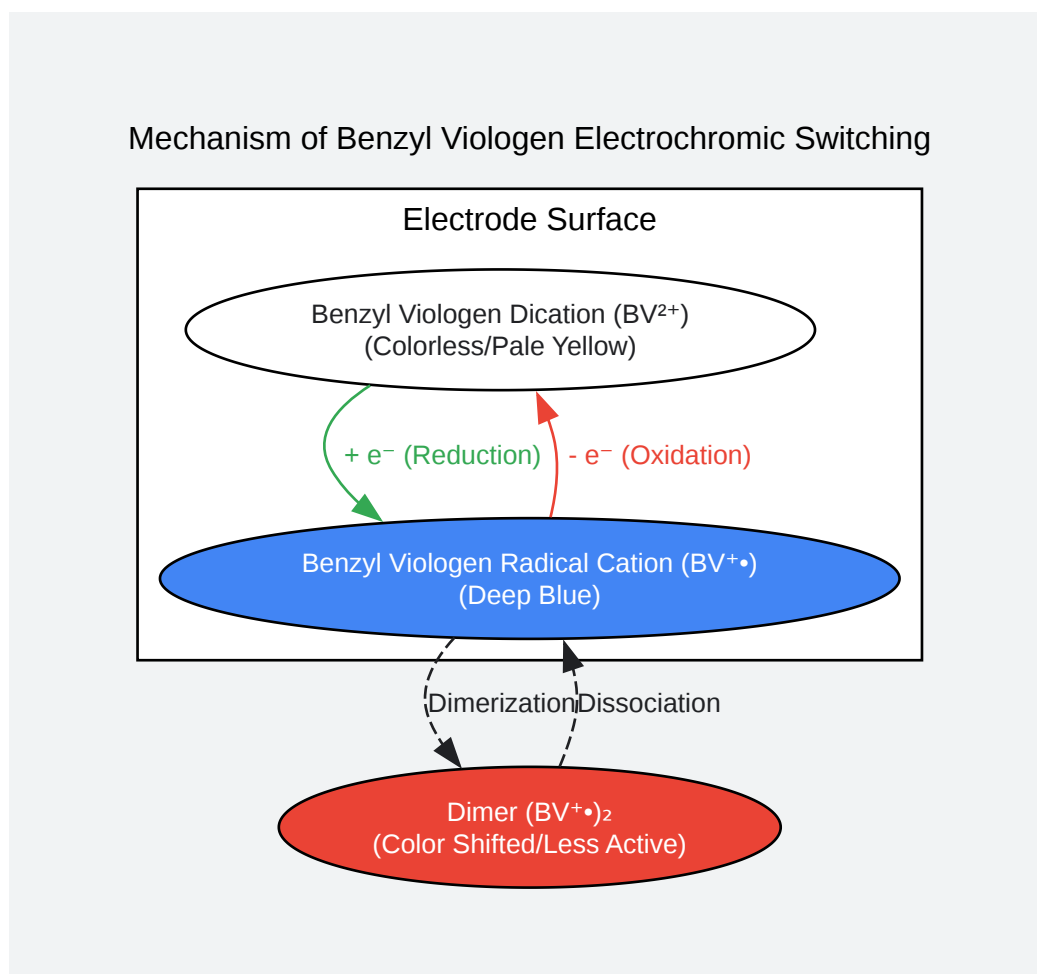 Mechanism of Benzyl Viologen Electrochromic Switching
Electrode Surface
Benzyl Viologen Dication (BV²⁺)
(Colorless/Pale Yellow)
+ e⁻ (Reduction)
- e⁻ (Oxidation)
Benzyl Viologen Radical Cation (BV⁺•)
(Deep Blue)
Dimerization
Dissociation
Dimer (BV⁺•)₂
(Color Shifted/Less Active)